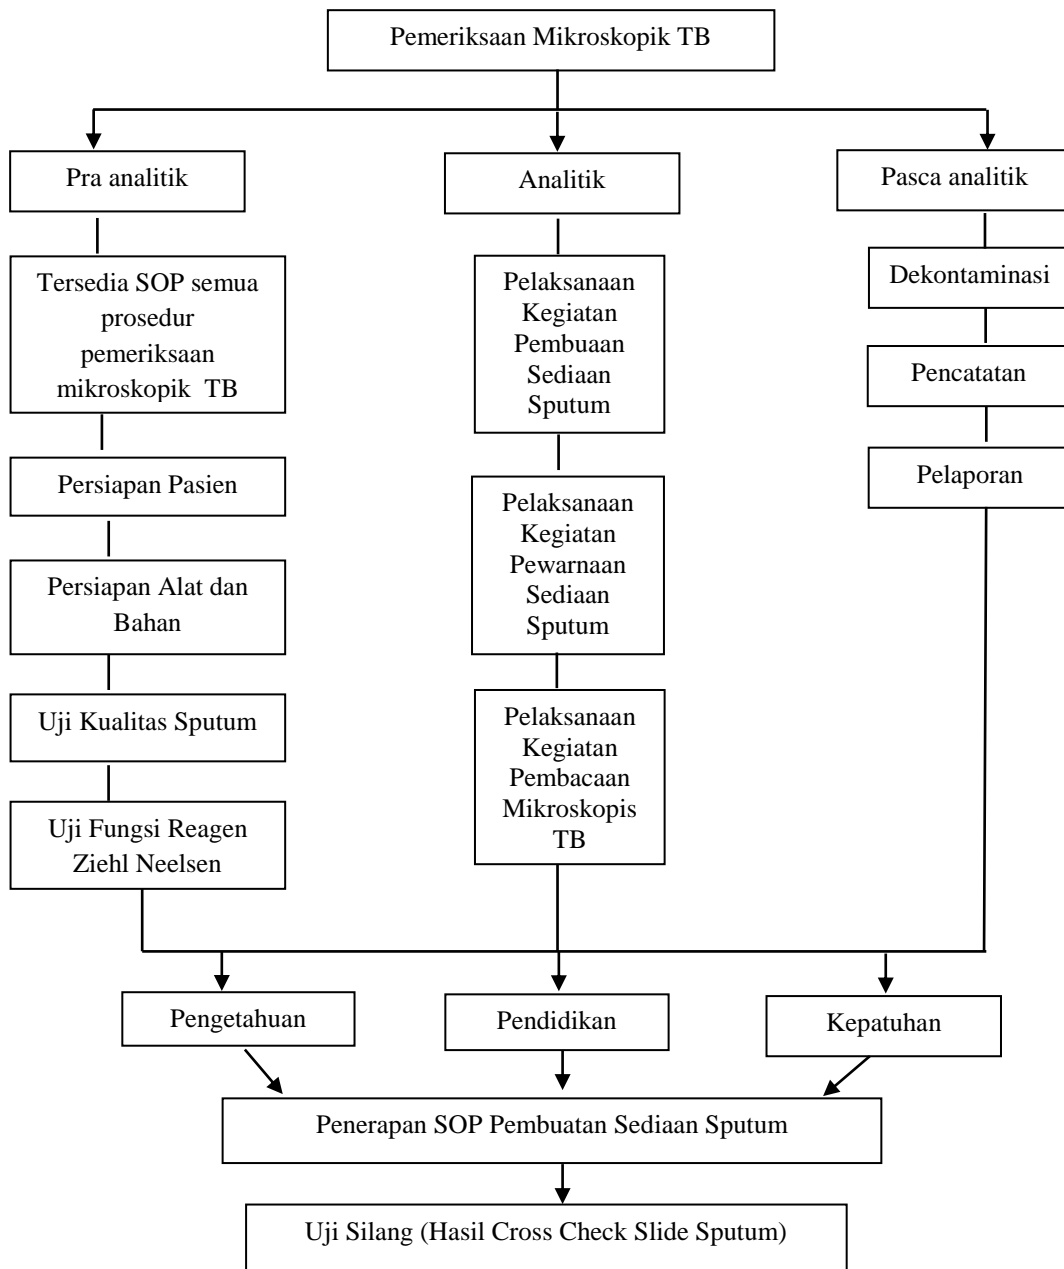 Pemeriksaan Mikroskopik TB
Pra analitik
Analitik
Pasca analitik
Tersedia SOP semua
prosedur
pemeriksaan
mikroskopik TB
Persiapan Pasien
Persiapan Alat dan
Bahan
Uji Kualitas Sputum
Uji Fungsi Reagen
Ziehl Neelsen
Pelaksanaan
Kegiatan
Pembuaan
Sediaan
Sputum
Pelaksanaan
Kegiatan
Pewarnaan
Sediaan
Sputum
Pelaksanaan
Kegiatan
Pembacaan
Mikroskopis
TB
Dekontaminasi
Pencatatan
Pelaporan
Pengetahuan
Pendidikan
Kepatuhan
Penerapan SOP Pembuatan Sediaan Sputum
Uji Silang (Hasil Cross Check Slide Sputum)